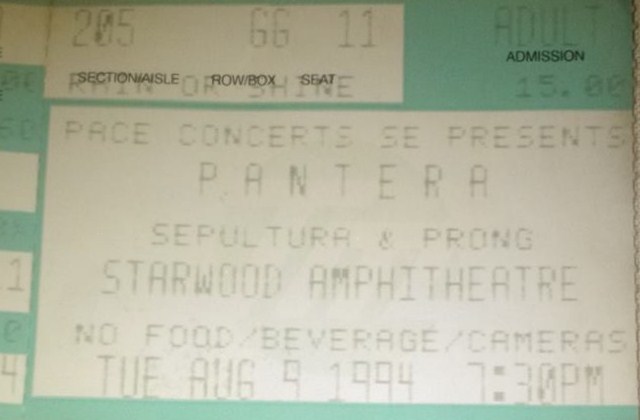 205 GG 11 ADULT
SECTION/AISLE ROW/BOX SEAT ADMISSION
RAIN OR SHINE 15.00
PACE CONCERTS SE PRESENTS
PANTERA
SEPULTURA & PRONG
STARWOOD AMPHITHEATRE
NO FOOD/BEVERAGE/CAMERAS
TUE AUG 9 1994 7:30PM